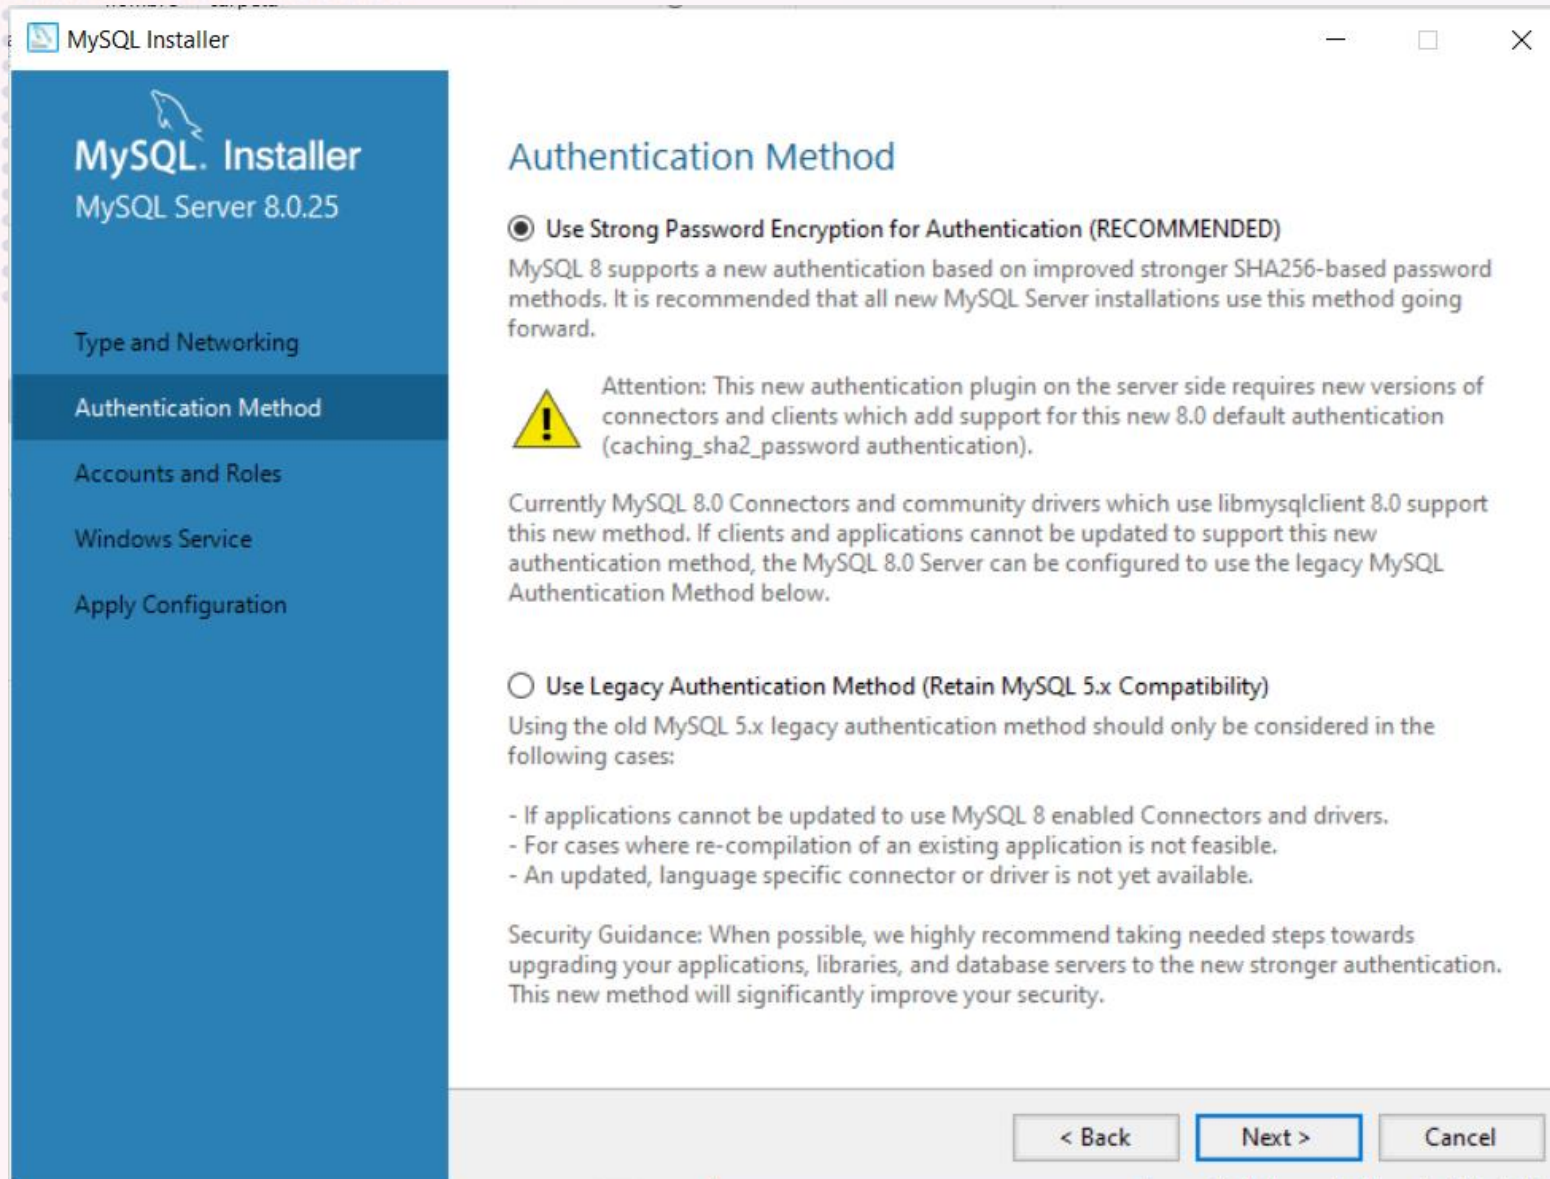 MySQL Installer
MySQL. Installer
MySQL Server 8.0.25
Type and Networking
Authentication Method
Accounts and Roles
Windows Service
Apply Configuration
Authentication Method
Use Strong Password Encryption for Authentication (RECOMMENDED)
MySQL 8 supports a new authentication based on improved stronger SHA256-based password
methods. It is recommended that all new MySQL Server installations use this method going
forward.
Attention: This new authentication plugin on the server side requires new versions of
connectors and clients which add support for this new 8.0 default authentication
(caching_sha2_password authentication).
Currently MySQL 8.0 Connectors and community drivers which use libmysqlclient 8.0 support
this new method. If clients and applications cannot be updated to support this new
authentication method, the MySQL 8.0 Server can be configured to use the legacy MySQL
Authentication Method below.
Use Legacy Authentication Method (Retain MySQL 5.x Compatibility)
Using the old MySQL 5.x legacy authentication method should only be considered in the
following cases:
- If applications cannot be updated to use MySQL 8 enabled Connectors and drivers.
- For cases where re-compilation of an existing application is not feasible.
- An updated, language specific connector or driver is not yet available.
Security Guidance: When possible, we highly recommend taking needed steps towards
upgrading your applications, libraries, and database servers to the new stronger authentication.
This new method will significantly improve your security.
< Back
Next >
Cancel